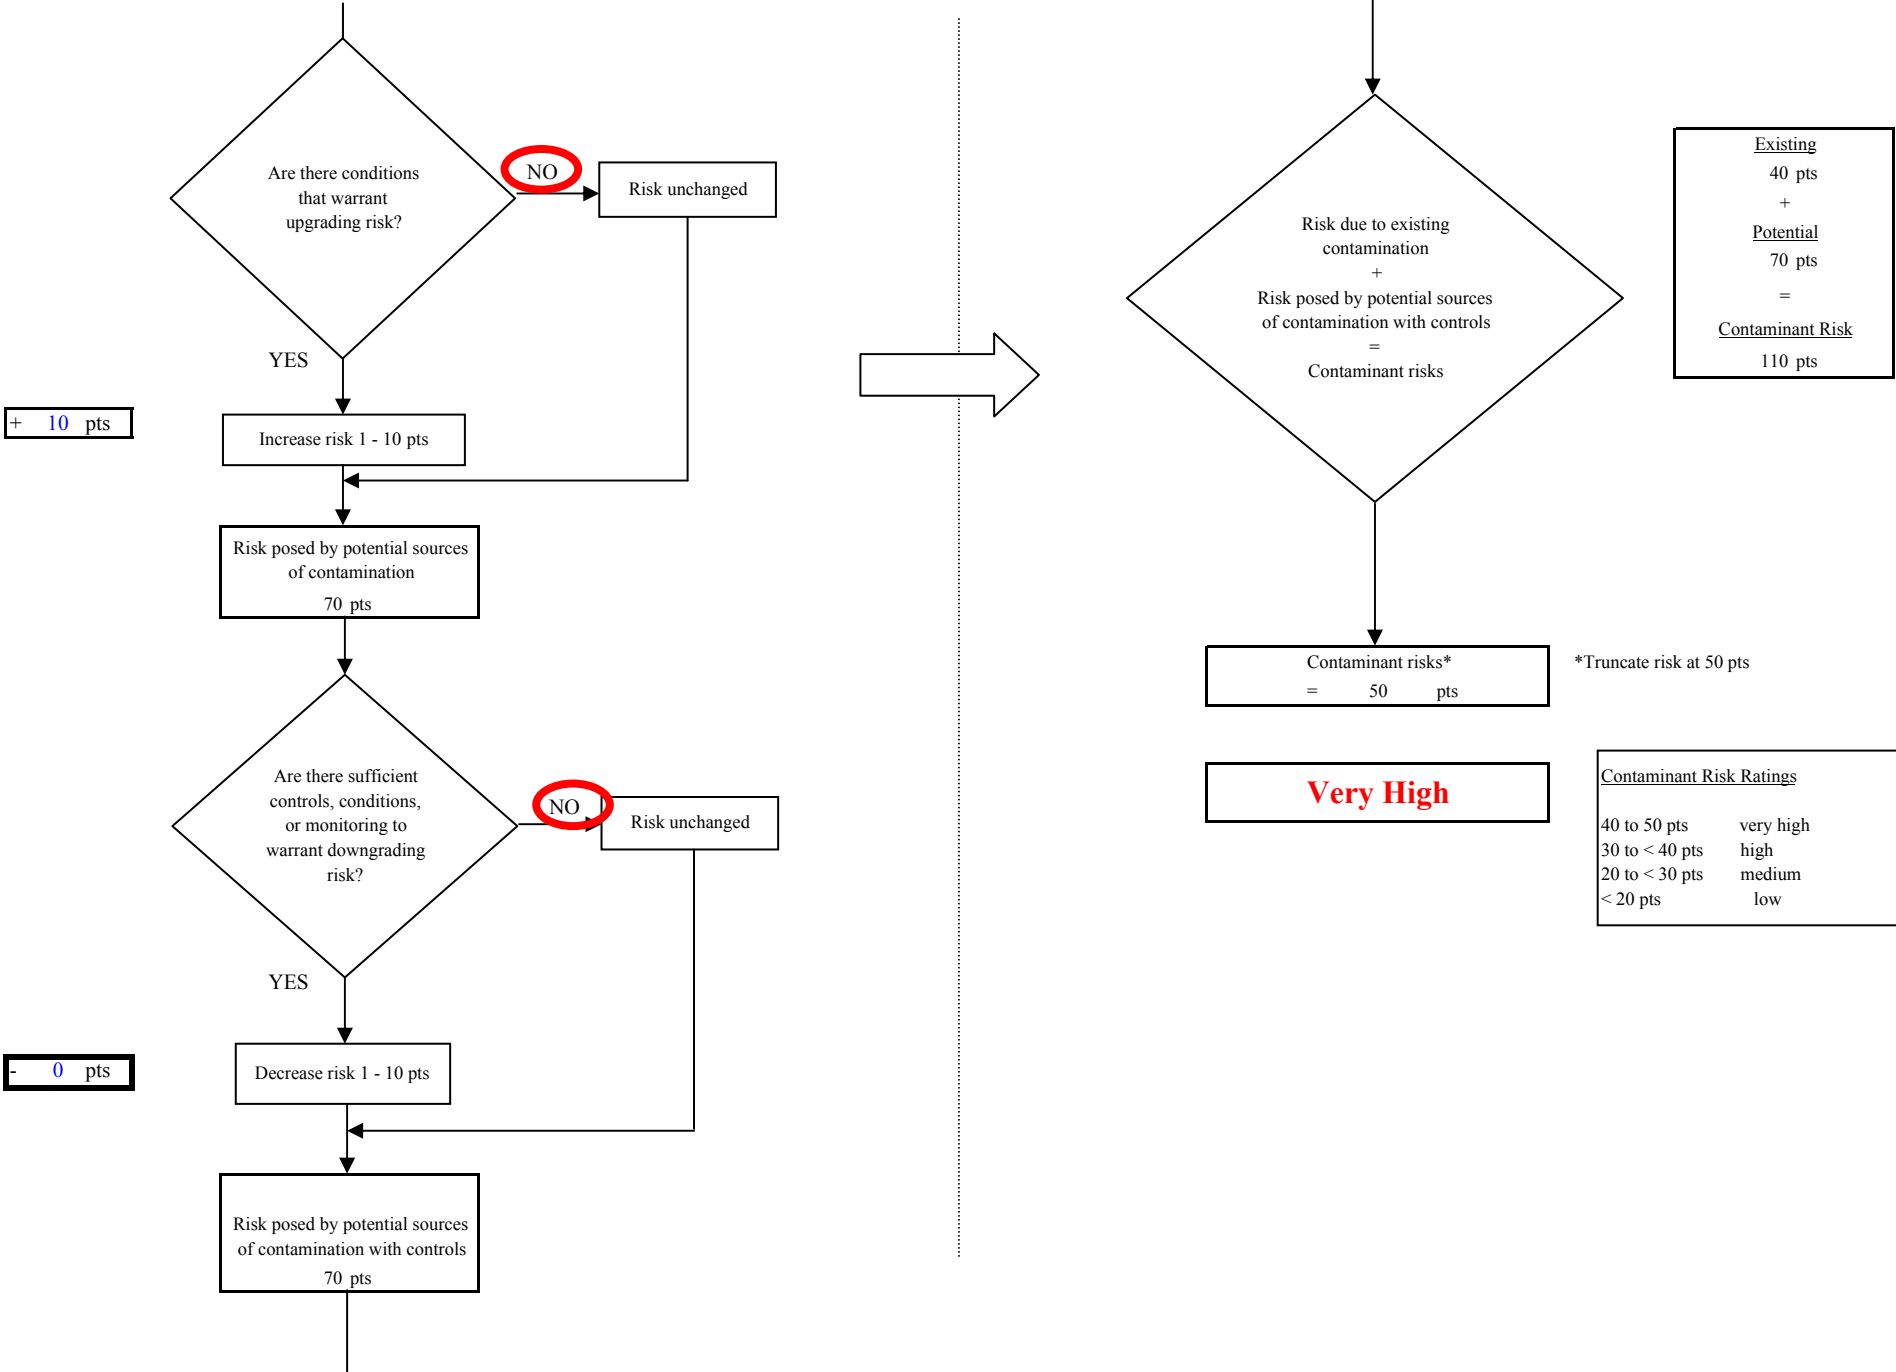 Are there conditions
that warrant
upgrading risk?
NO
Risk unchanged
YES
+ 10 pts
Increase risk 1 - 10 pts
Risk posed by potential sources
of contamination
70 pts
Are there sufficient
controls, conditions,
or monitoring to
warrant downgrading
risk?
NO
Risk unchanged
YES
- 0 pts
Decrease risk 1 - 10 pts
Risk posed by potential sources
of contamination with controls
70 pts
Risk due to existing
contamination
+
Risk posed by potential sources
of contamination with controls
=
Contaminant risks
Existing
40 pts
+
Potential
70 pts
=
Contaminant Risk
110 pts
Contaminant risks*
= 50 pts
*Truncate risk at 50 pts
Very High
Contaminant Risk Ratings
40 to 50 pts very high
30 to < 40 pts high
20 to < 30 pts medium
< 20 pts low